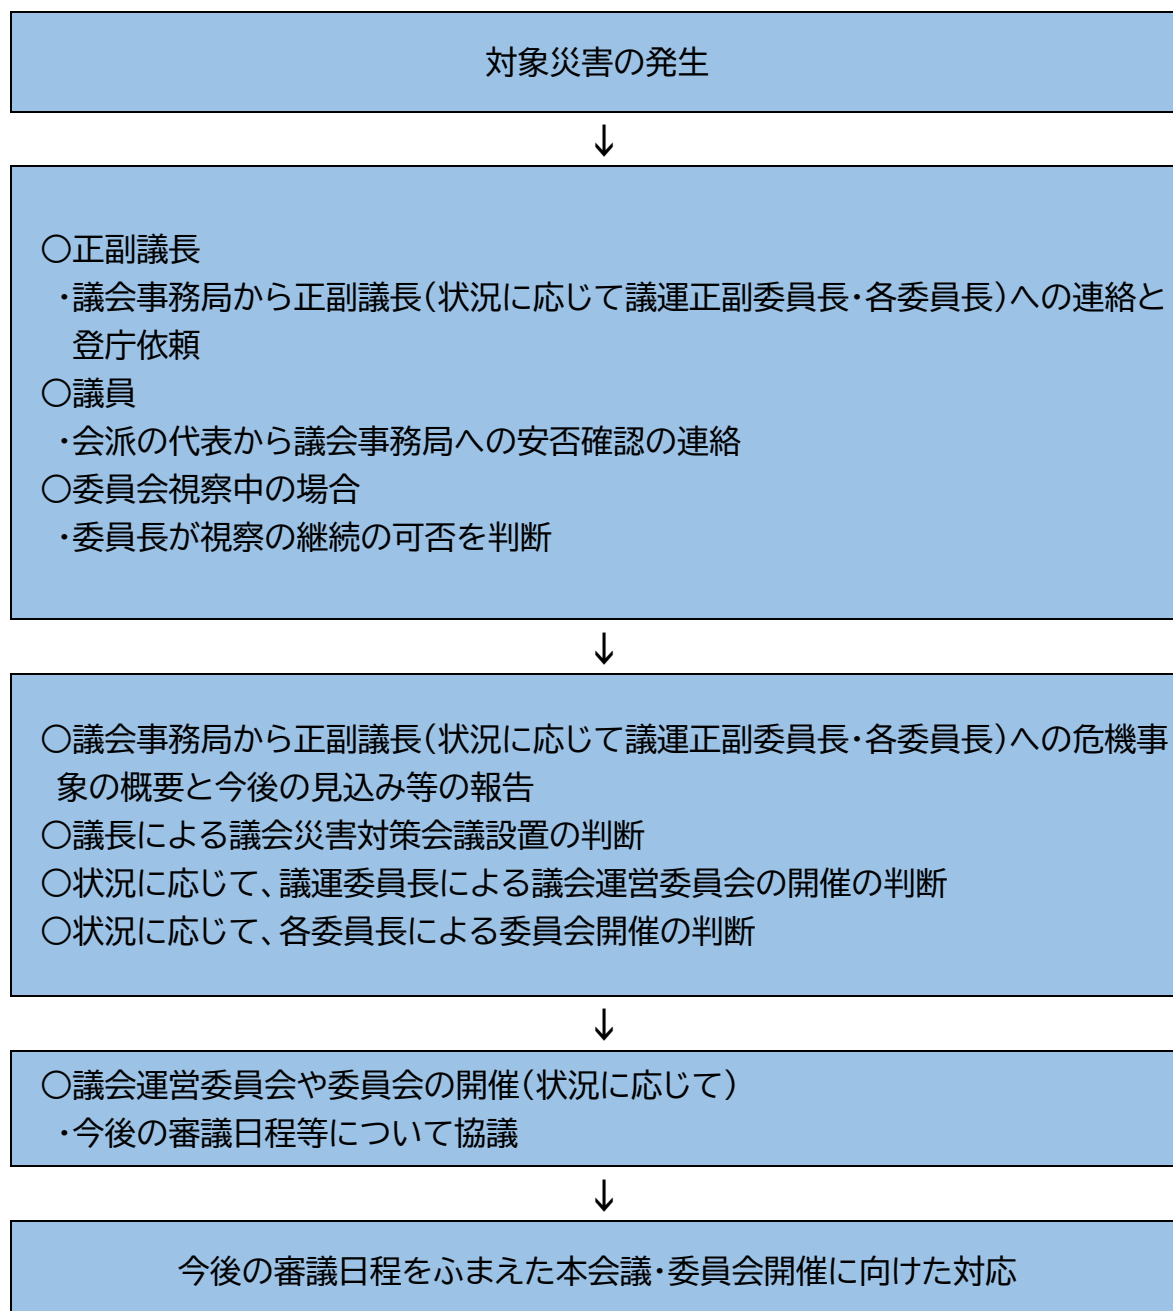 対象災害の発生
↓
○正副議長
・議会事務局から正副議長(状況に応じて議運正副委員長・各委員長)への連絡と
登庁依頼
○議員
・会派の代表から議会事務局への安否確認の連絡
○委員会視察中の場合
・委員長が視察の継続の可否を判断
↓
○議会事務局から正副議長(状況に応じて議運正副委員長・各委員長)への危機事
象の概要と今後の見込み等の報告
○議長による議会災害対策会議設置の判断
○状況に応じて、議運委員長による議会運営委員会の開催の判断
○状況に応じて、各委員長による委員会開催の判断
↓
○議会運営委員会や委員会の開催(状況に応じて)
・今後の審議日程等について協議
↓
今後の審議日程をふまえた本会議・委員会開催に向けた対応